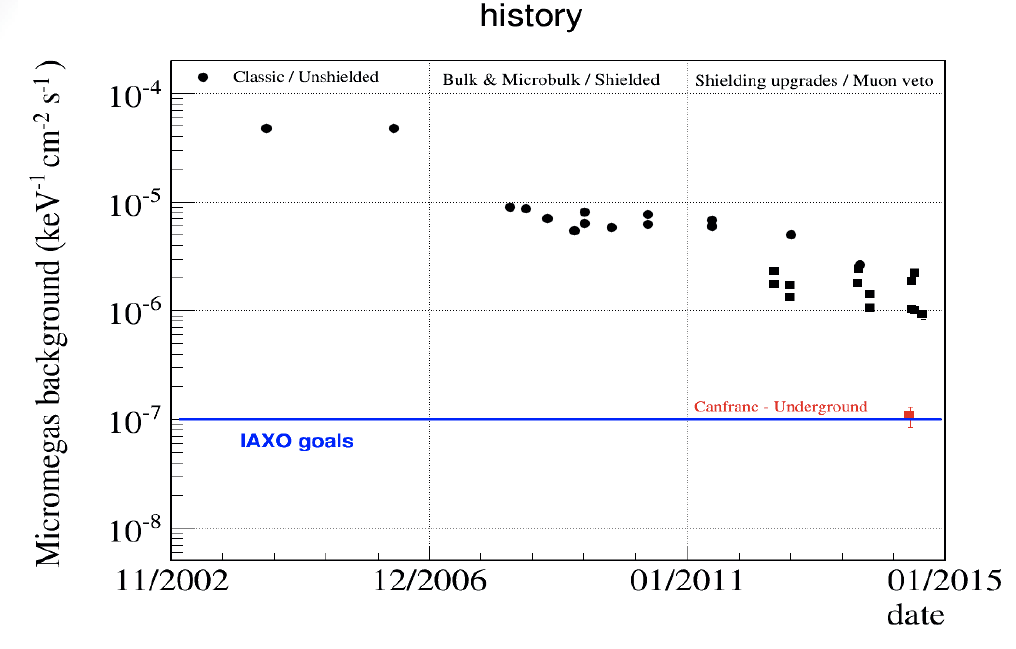 history
Micromegas background (keV⁻¹ cm⁻² s⁻¹)
Classic / Unshielded
Bulk & Microbulk / Shielded
Shielding upgrades / Muon veto
10⁻⁴
10⁻⁵
10⁻⁶
10⁻⁷
10⁻⁸
Canfranc - Underground
IAXO goals
11/2002
12/2006
01/2011
01/2015
date